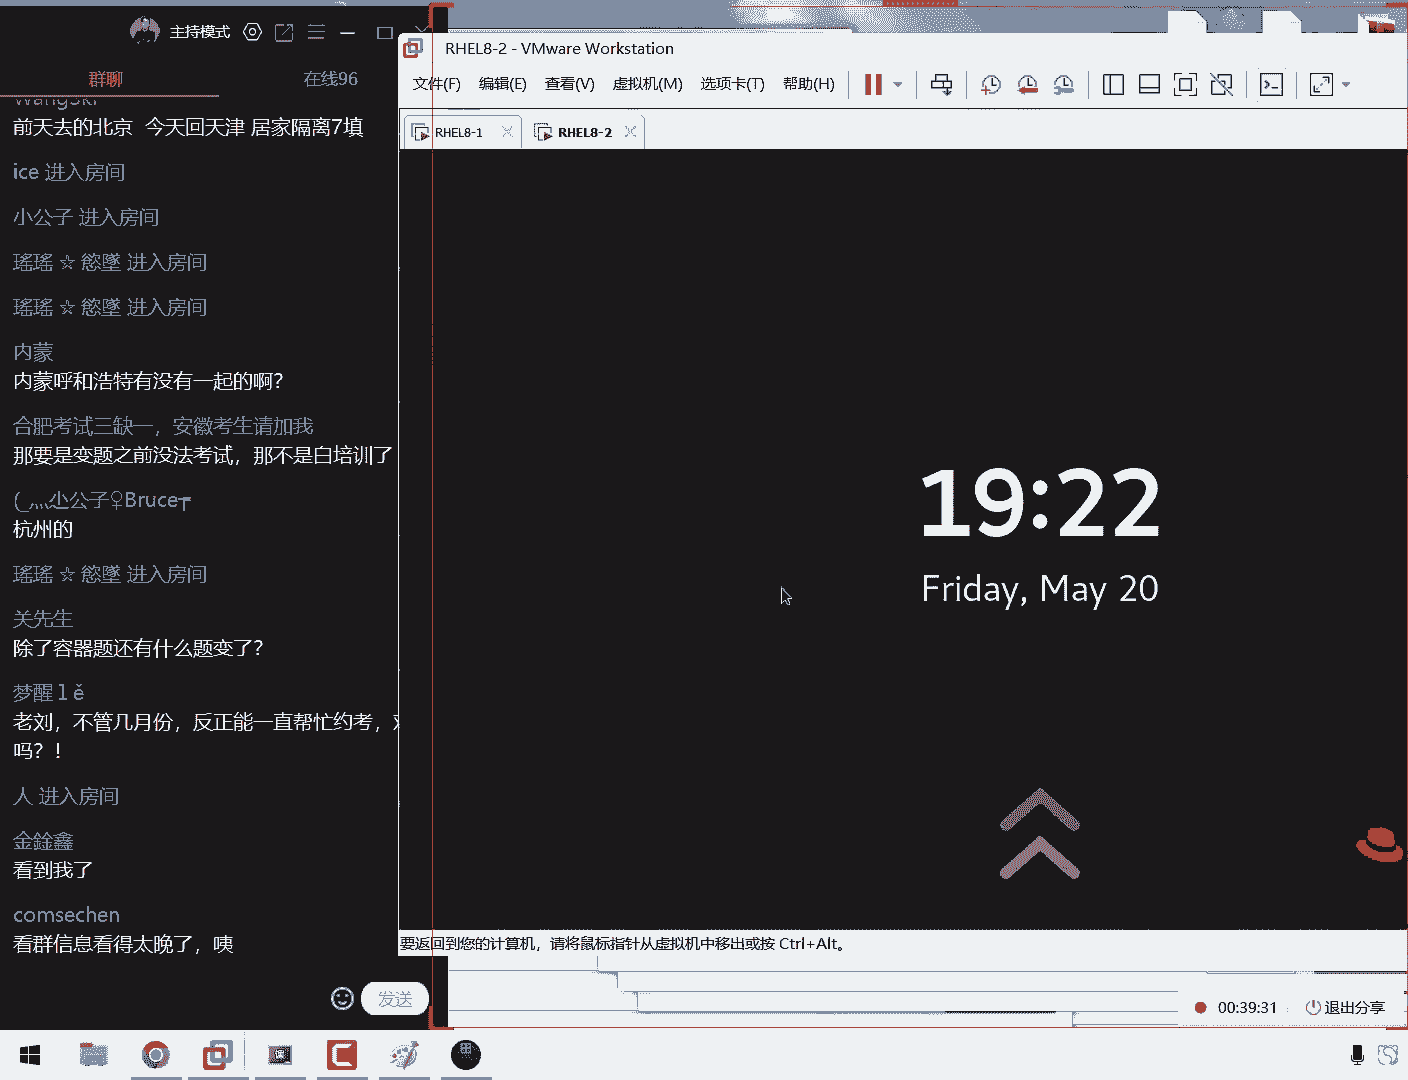 主持模式
群聊
在线96
前天去的北京 今天回天津 居家隔离7填
ice 进入房间
小公子 进入房间
瑶瑶 ☆ 慾墜 进入房间
瑶瑶 ☆ 慾墜 进入房间
内蒙
内蒙呼和浩特有没有一起的啊？
合肥考试三缺一，安徽考生请加我
那要是变题之前没法考试，那不是白培训了
公子♀Bruce
杭州的
瑶瑶 ☆ 慾墜 进入房间
关先生
除了容器题还有什么题变了？
梦醒 l ě
老刘，不管几月份，反正能一直帮忙约考，
吗？！
人 进入房间
金銓鑫
看到我了
comsechen
看群信息看得太晚了，咦
发送
RHEL8-2 - VMware Workstation
文件(F) 编辑(E) 查看(V) 虚拟机(M) 选项卡(T) 帮助(H)
RHEL8-1
RHEL8-2
19:22
Friday, May 20
要返回到您的计算机，请将鼠标指针从虚拟机中移出或按 Ctrl+Alt。
00:39:31
退出分享